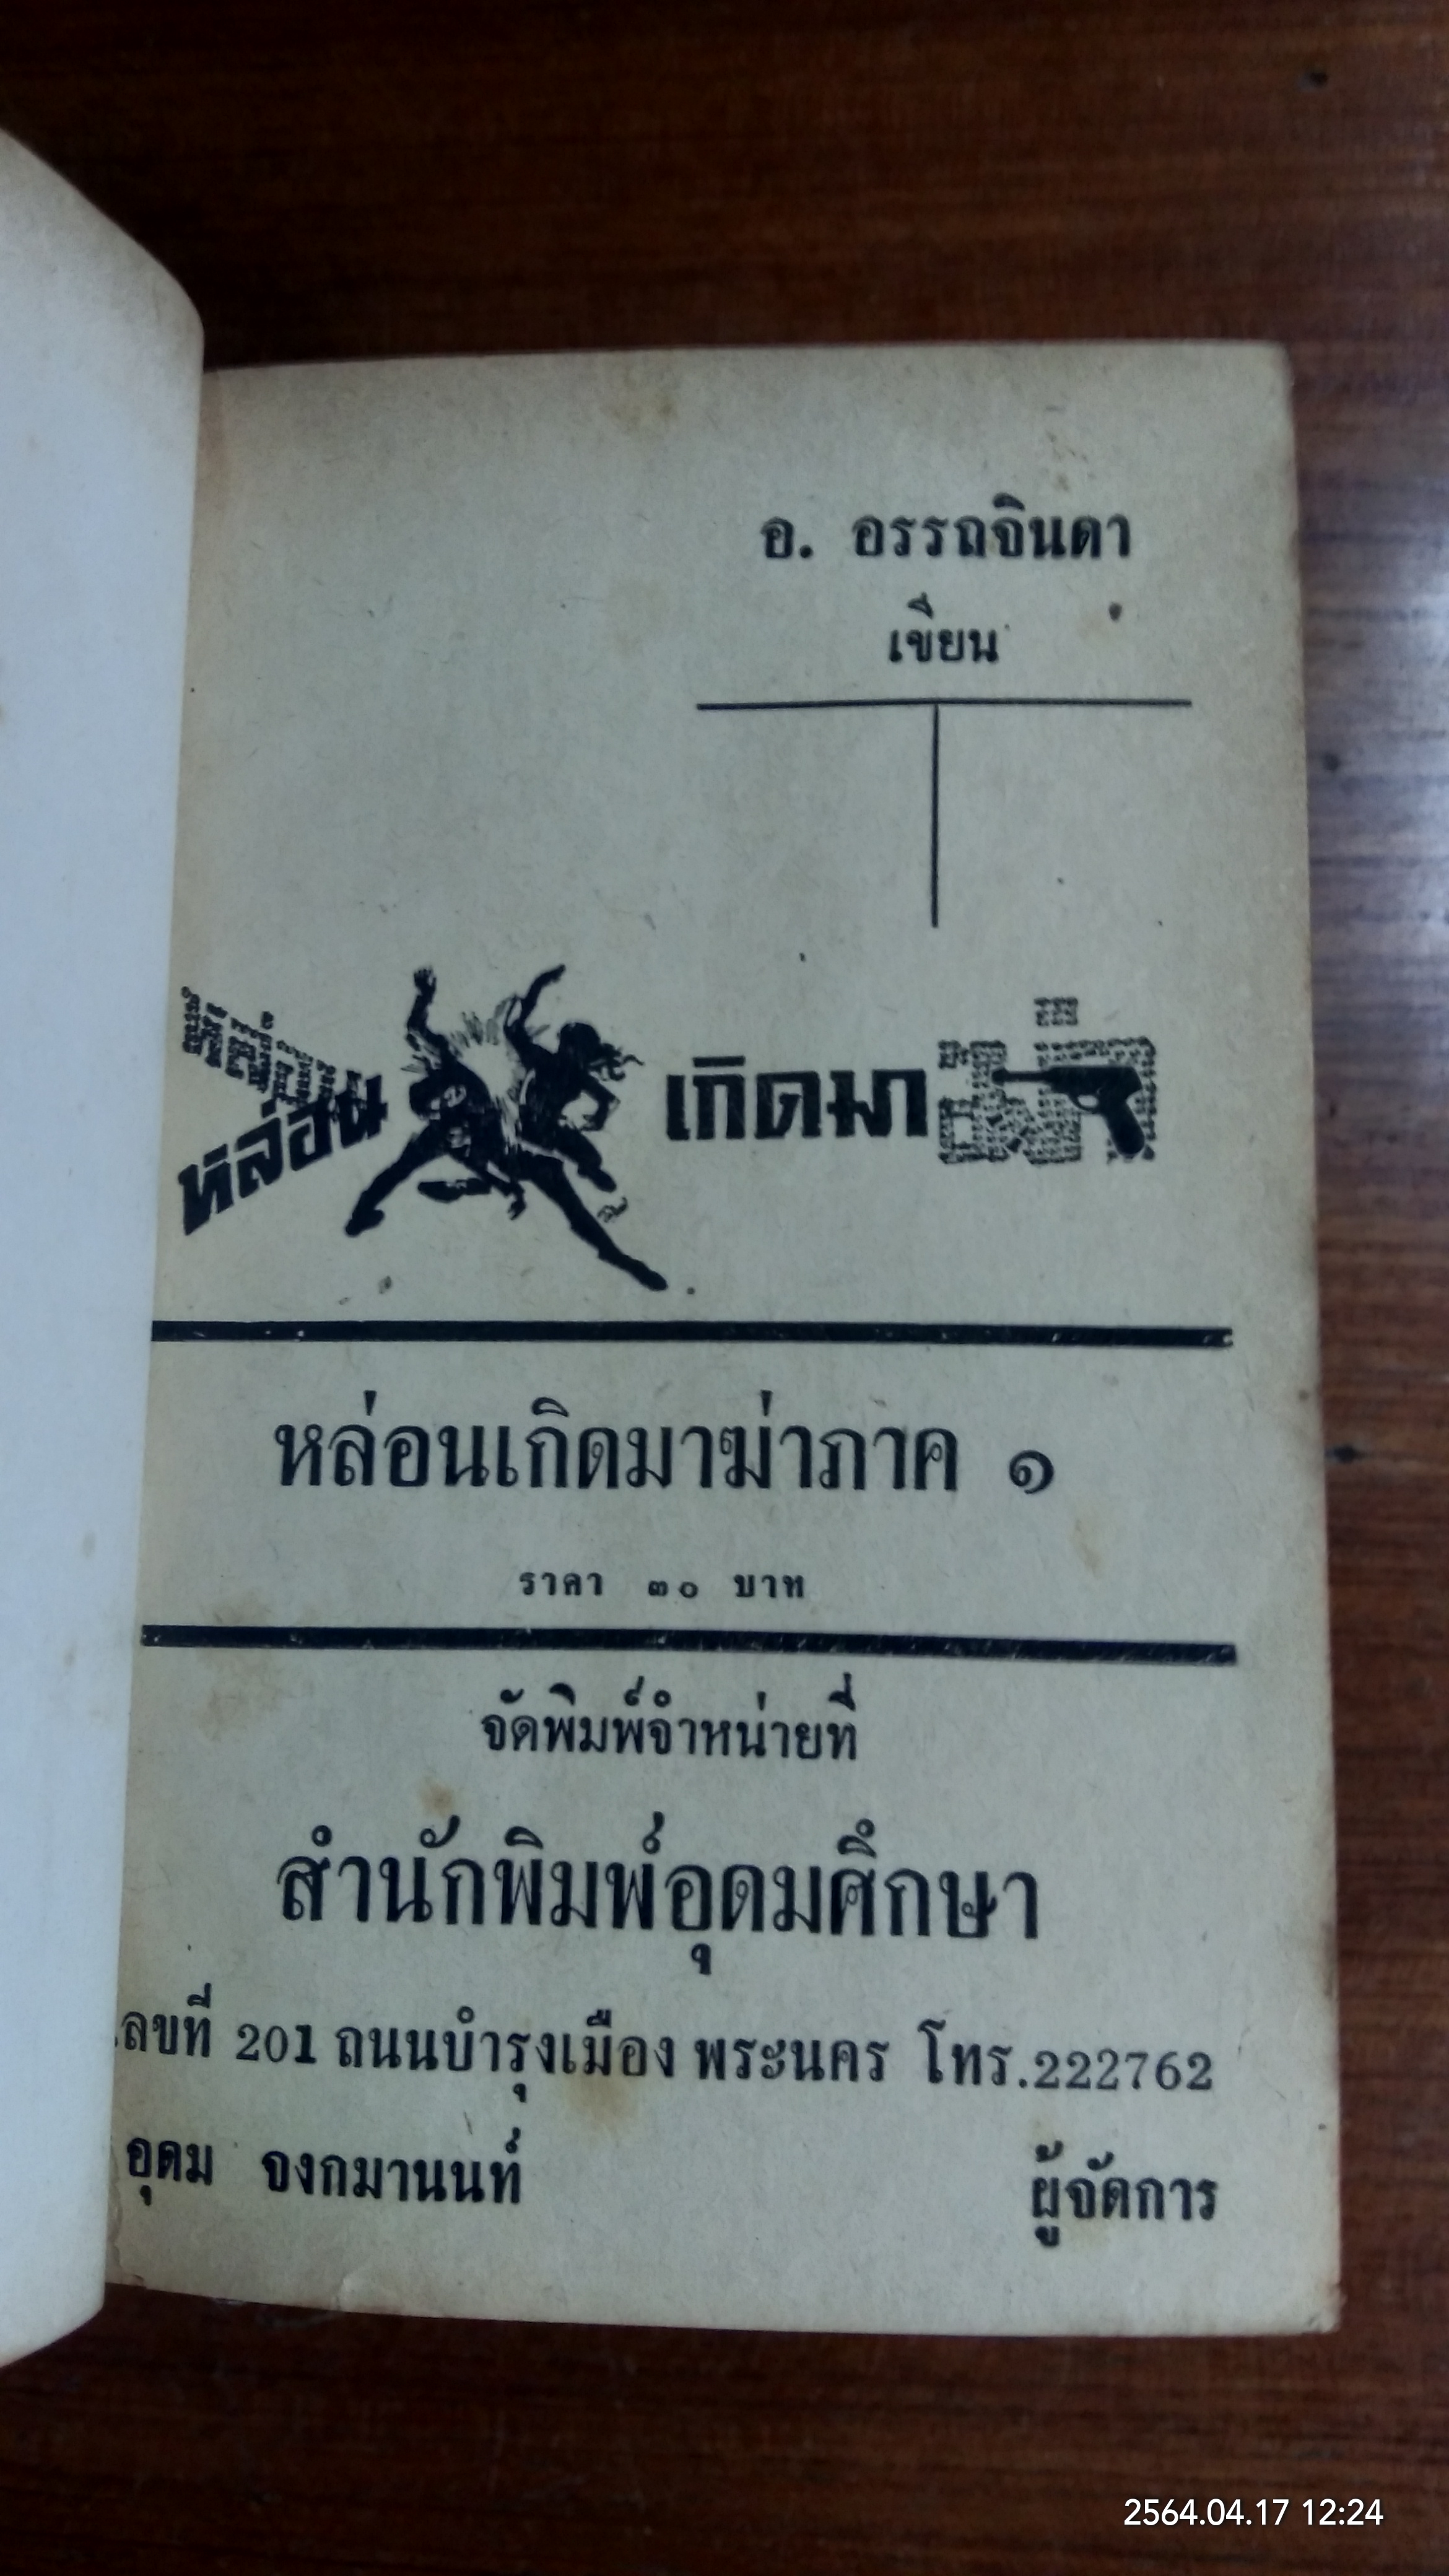 อ. อรรถจินดา
เขียน
หล่อน เกิดมาฆ่า
หล่อนเกิดมาฆ่าภาค ๑
ราคา ๓๐ บาท
จัดพิมพ์จำหน่ายที่
สำนักพิมพ์อุดมศึกษา
เลขที่ 201 ถนนบำรุงเมือง พระนคร โทร.222762
อุดม จงกมานนท์ ผู้จัดการ
2564.04.17 12:24